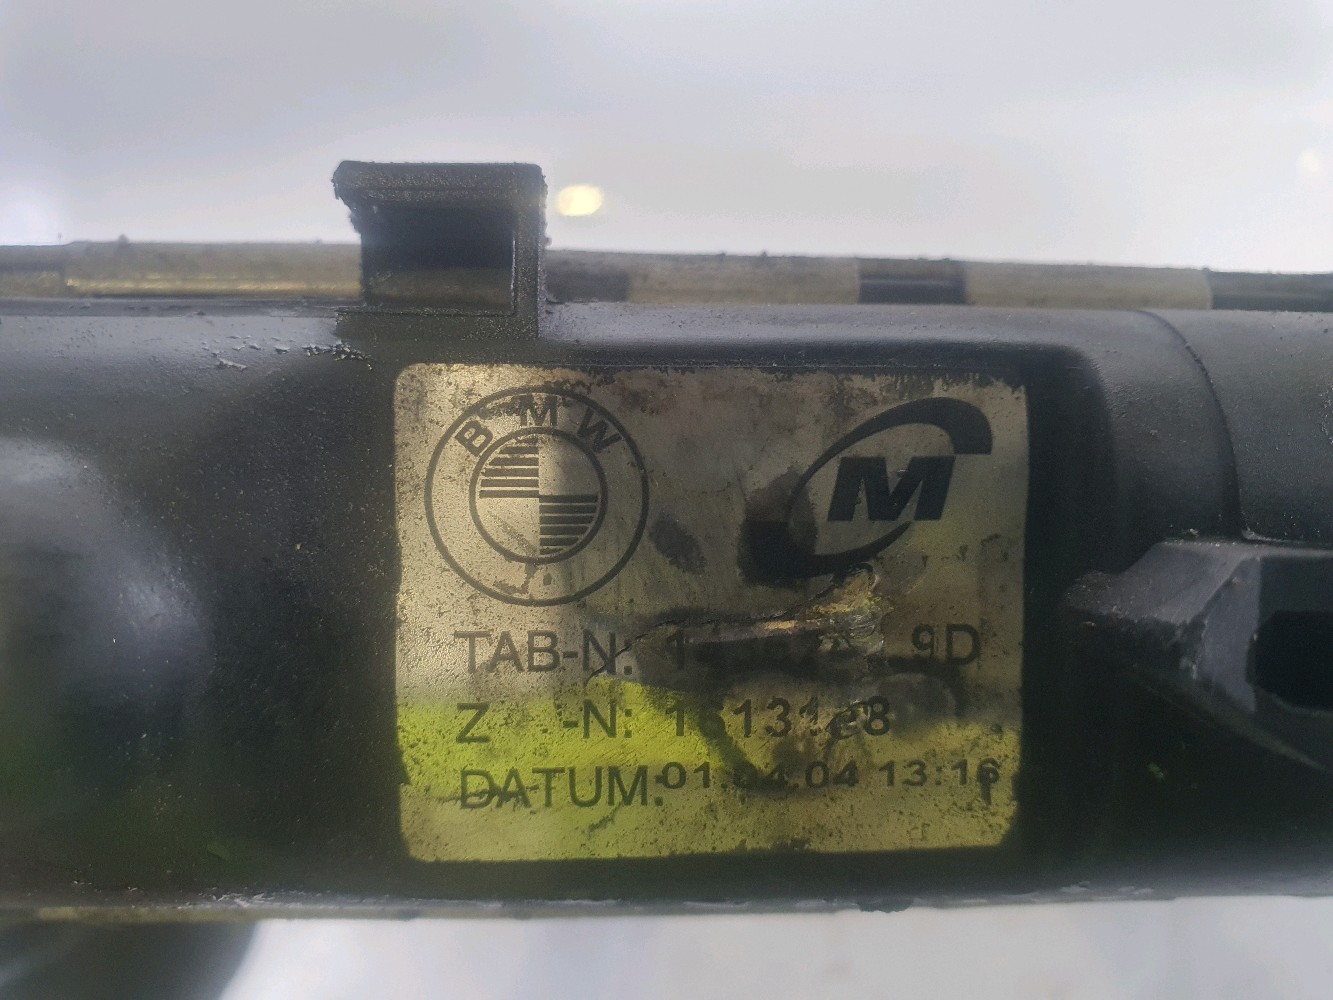 BMW
M
TAB-N: 9D
Z -N:
DATUM: 01.04.04 13:16